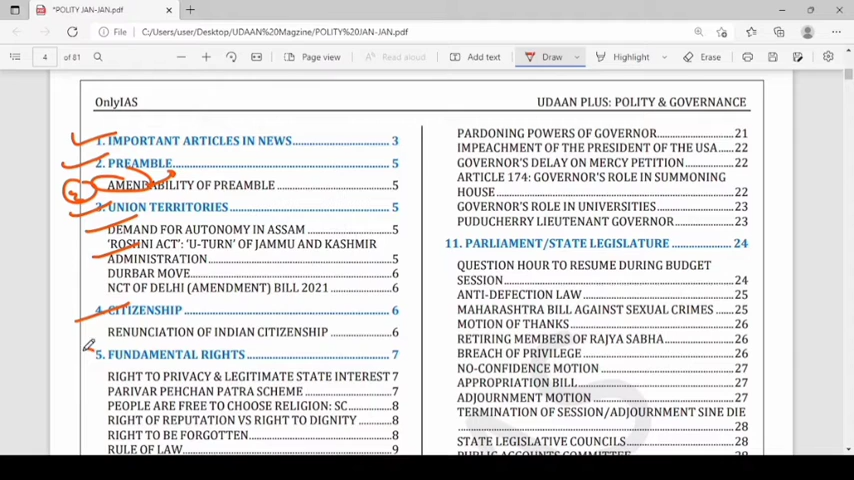 *POLITY JAN-JAN.pdf
File
C:/Users/user/Desktop/UDAAN%20Magzine/POLITY%20JAN-JAN.pdf
4
of 81
Page view
Read aloud
Add text
Draw
Highlight
Erase
OnlyIAS
UDAAN PLUS: POLITY & GOVERNANCE
1. IMPORTANT ARTICLES IN NEWS 3
2. PREAMBLE 5
AMENDABILITY OF PREAMBLE 5
3. UNION TERRITORIES 5
DEMAND FOR AUTONOMY IN ASSAM 5
'ROSHNI ACT': 'U-TURN' OF JAMMU AND KASHMIR
ADMINISTRATION 5
DURBAR MOVE 6
NCT OF DELHI (AMENDMENT) BILL 2021 6
4. CITIZENSHIP 6
RENUNCIATION OF INDIAN CITIZENSHIP 6
5. FUNDAMENTAL RIGHTS 7
RIGHT TO PRIVACY & LEGITIMATE STATE INTEREST 7
PARIVAR PEHCHAN PATRA SCHEME 7
PEOPLE ARE FREE TO CHOOSE RELIGION: SC 8
RIGHT OF REPUTATION VS RIGHT TO DIGNITY 8
RIGHT TO BE FORGOTTEN 8
RULE OF LAW 9
PARDONING POWERS OF GOVERNOR 21
IMPEACHMENT OF THE PRESIDENT OF THE USA 22
GOVERNOR'S DELAY ON MERCY PETITION 22
ARTICLE 174: GOVERNOR'S ROLE IN SUMMONING
HOUSE 22
GOVERNOR'S ROLE IN UNIVERSITIES 23
PUDUCHERRY LIEUTENANT GOVERNOR 23
11. PARLIAMENT/STATE LEGISLATURE 24
QUESTION HOUR TO RESUME DURING BUDGET
SESSION 24
ANTI-DEFECTION LAW 25
MAHARASHTRA BILL AGAINST SEXUAL CRIMES 25
MOTION OF THANKS 26
RETIRING MEMBERS OF RAJYA SABHA 26
BREACH OF PRIVILEGE 26
NO-CONFIDENCE MOTION 27
APPROPRIATION BILL 27
ADJOURNMENT MOTION 27
TERMINATION OF SESSION/ADJOURNMENT SINE DIE
28
STATE LEGISLATIVE COUNCILS 28
PUBLIC ACCOUNTS COMMITTEE 28